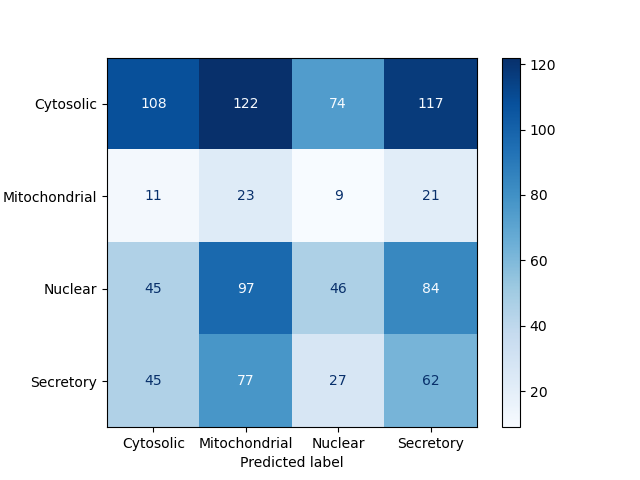 120
Cytosolic 108 122 74 117
100
Mitochondrial 11 23 9 21
80
60
Nuclear 45 97 46 84
40
Secretory 45 77 27 62
20
Cytosolic Mitochondrial Nuclear Secretory
Predicted label